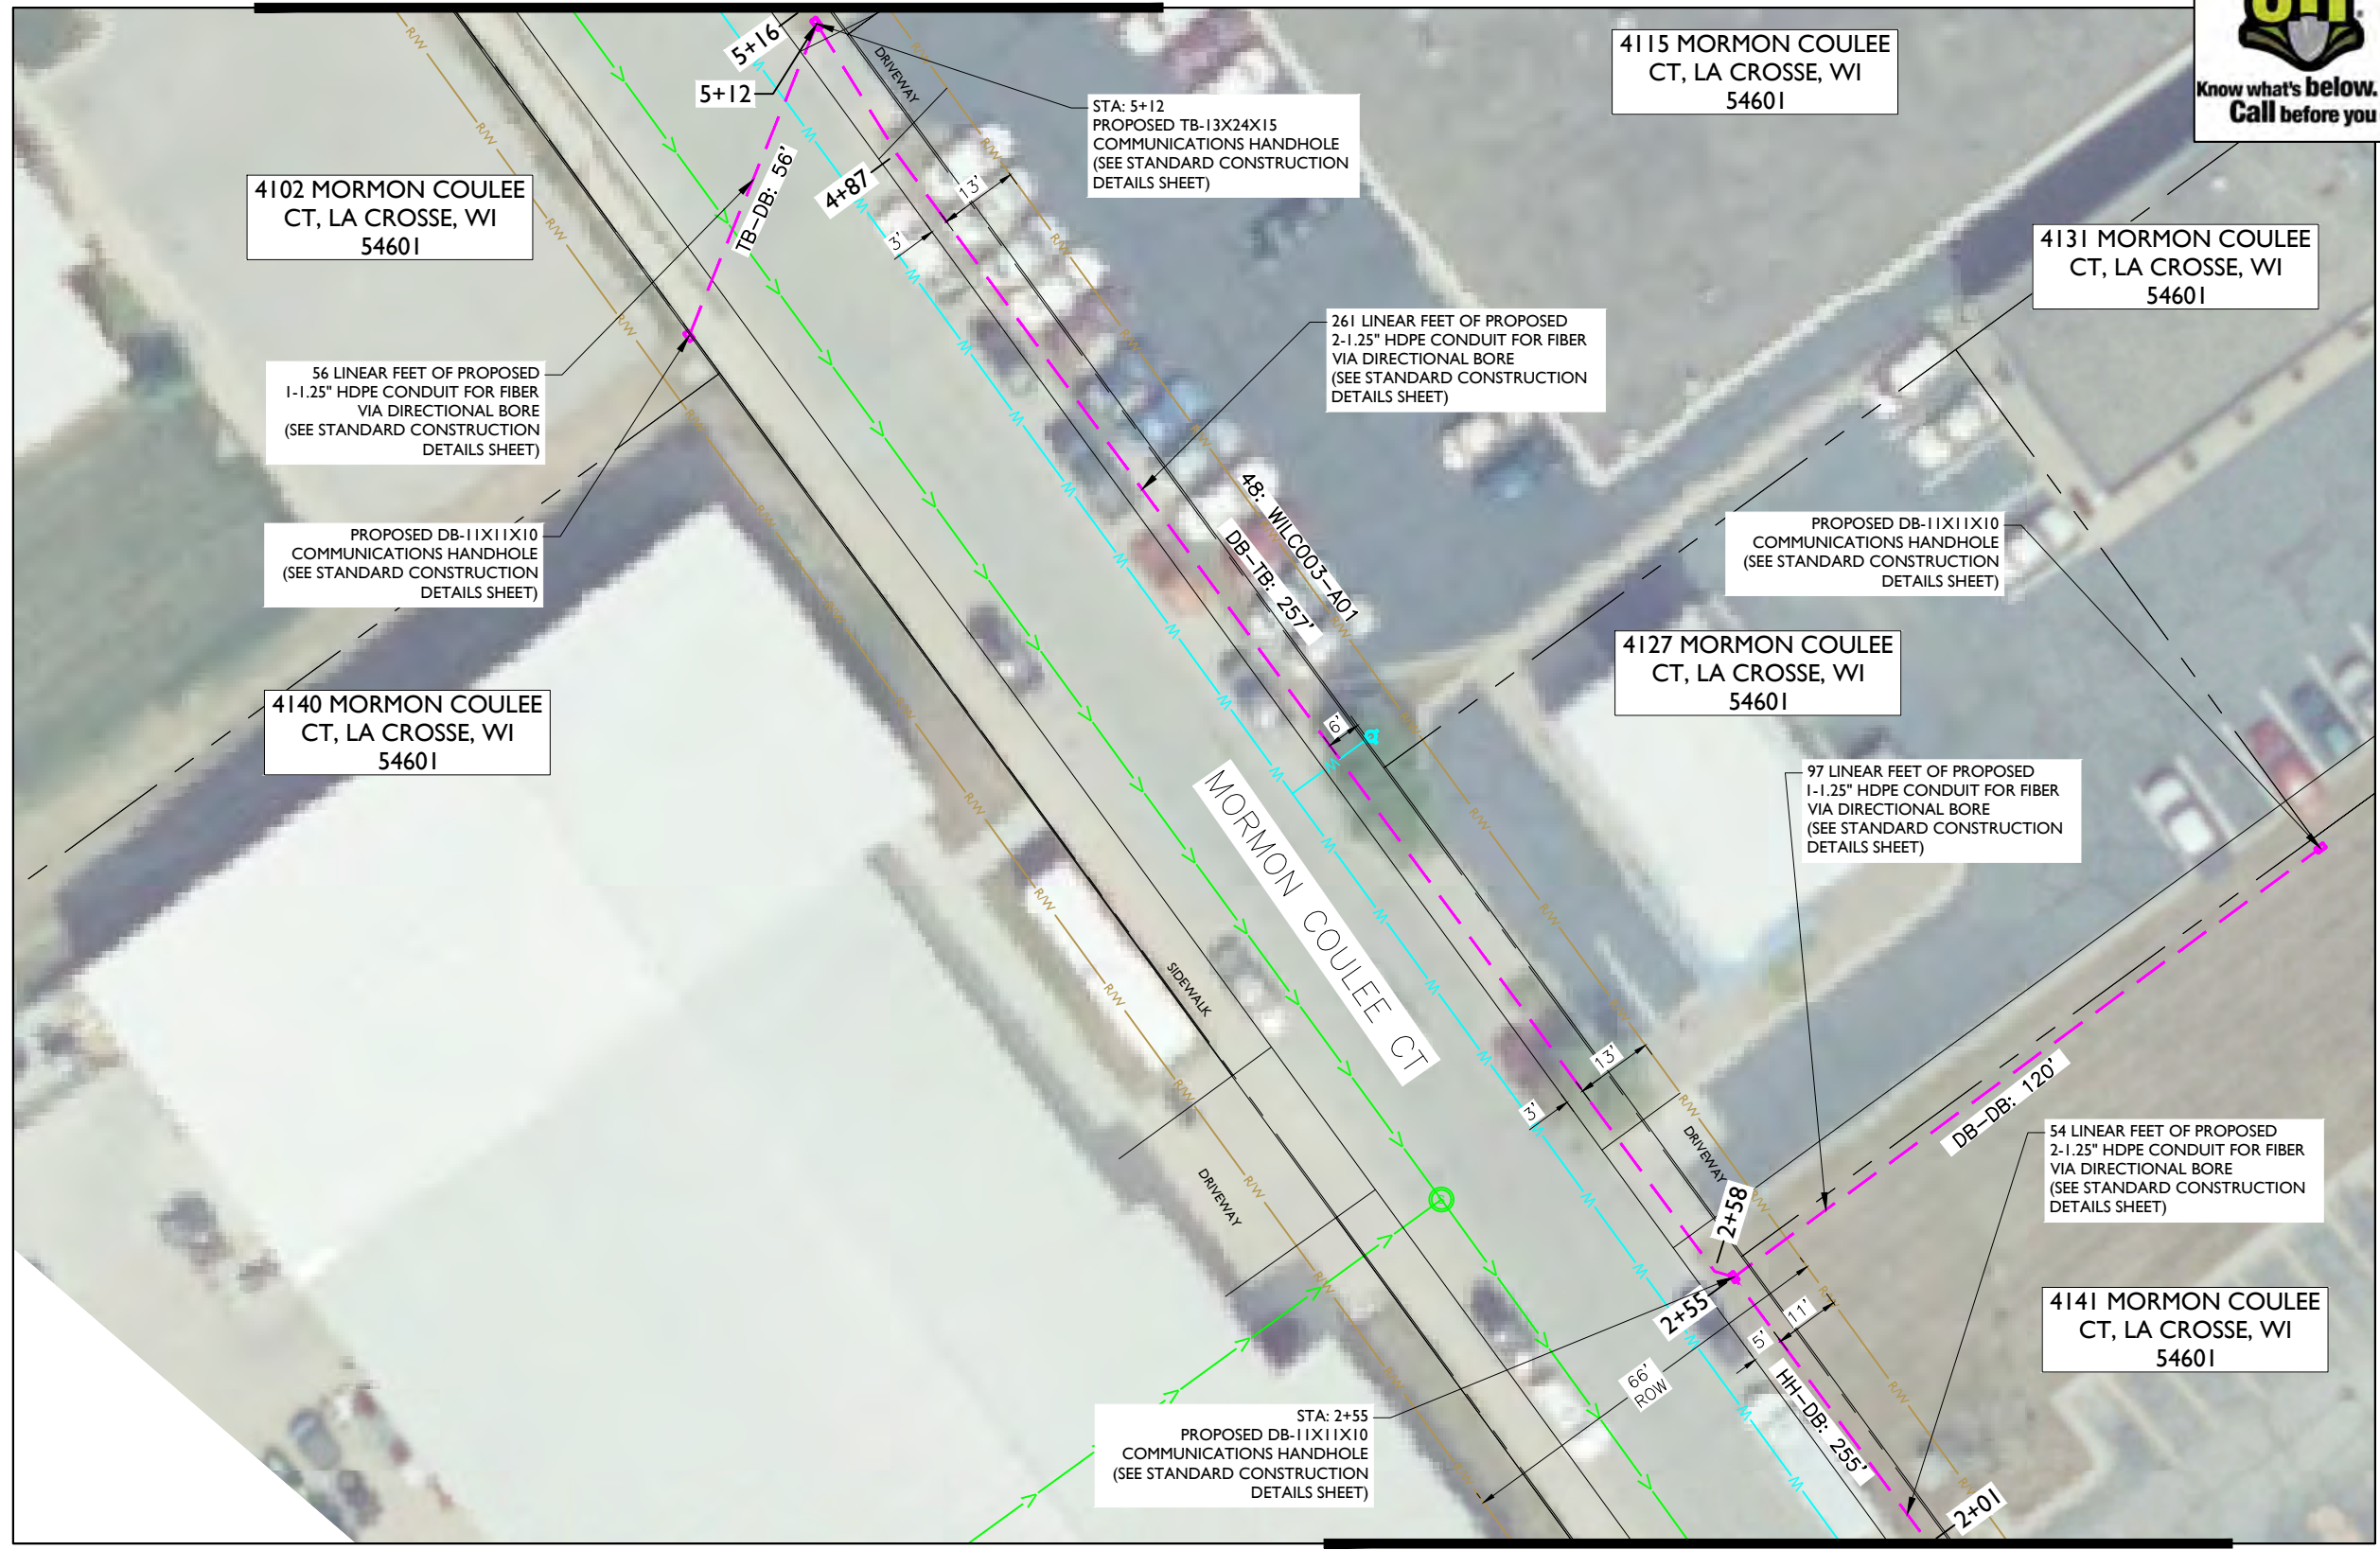 5+16
5+12
DRIVEWAY
STA: 5+12
PROPOSED TB-13X24X15
COMMUNICATIONS HANDHOLE
(SEE STANDARD CONSTRUCTION
DETAILS SHEET)
4115 MORMON COULEE
CT, LA CROSSE, WI
54601
Know what's below.
Call before you
4102 MORMON COULEE
CT, LA CROSSE, WI
54601
TB-DB: 56'
4+87
13'
3'
4131 MORMON COULEE
CT, LA CROSSE, WI
54601
56 LINEAR FEET OF PROPOSED
1-1.25" HDPE CONDUIT FOR FIBER
VIA DIRECTIONAL BORE
(SEE STANDARD CONSTRUCTION
DETAILS SHEET)
261 LINEAR FEET OF PROPOSED
2-1.25" HDPE CONDUIT FOR FIBER
VIA DIRECTIONAL BORE
(SEE STANDARD CONSTRUCTION
DETAILS SHEET)
PROPOSED DB-11X11X10
COMMUNICATIONS HANDHOLE
(SEE STANDARD CONSTRUCTION
DETAILS SHEET)
48: WILC003-A01
DB-TB: 257'
PROPOSED DB-11X11X10
COMMUNICATIONS HANDHOLE
(SEE STANDARD CONSTRUCTION
DETAILS SHEET)
4140 MORMON COULEE
CT, LA CROSSE, WI
54601
6'
4127 MORMON COULEE
CT, LA CROSSE, WI
54601
MORMON COULEE CT
97 LINEAR FEET OF PROPOSED
1-1.25" HDPE CONDUIT FOR FIBER
VIA DIRECTIONAL BORE
(SEE STANDARD CONSTRUCTION
DETAILS SHEET)
SIDEWALK
13'
3'
DRIVEWAY
DRIVEWAY
DB-DB: 120'
54 LINEAR FEET OF PROPOSED
2-1.25" HDPE CONDUIT FOR FIBER
VIA DIRECTIONAL BORE
(SEE STANDARD CONSTRUCTION
DETAILS SHEET)
2+58
2+55
11'
5'
66'
ROW
HH-DB: 255'
4141 MORMON COULEE
CT, LA CROSSE, WI
54601
STA: 2+55
PROPOSED DB-11X11X10
COMMUNICATIONS HANDHOLE
(SEE STANDARD CONSTRUCTION
DETAILS SHEET)
2+01
R/W
R/W
R/W
R/W
R/W
R/W
R/W
R/W
R/W
R/W
R/W
R/W
W
W
W
W
W
W
W
W
W
W